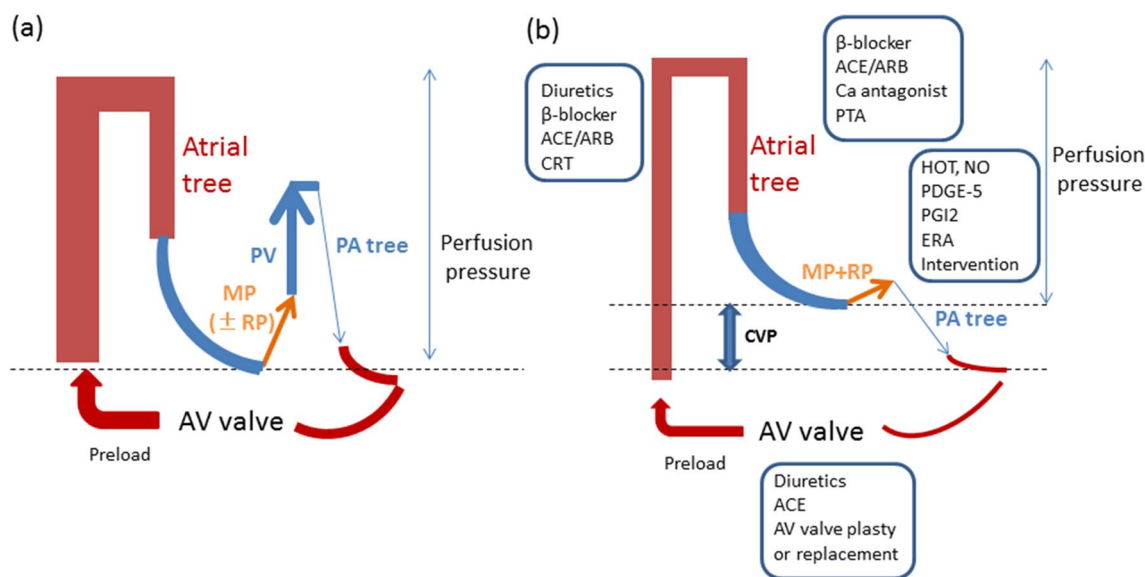 (a)
Atrial
tree
PV
PA tree
MP
(± RP)
Perfusion
pressure
AV valve
Preload
(b)
Diuretics
β-blocker
ACE/ARB
CRT
β-blocker
ACE/ARB
Ca antagonist
PTA
Atrial
tree
HOT, NO
PDGE-5
PGI2
ERA
Intervention
Perfusion
pressure
MP+RP
PA tree
CVP
AV valve
Preload
Diuretics
ACE
AV valve plasty
or replacement